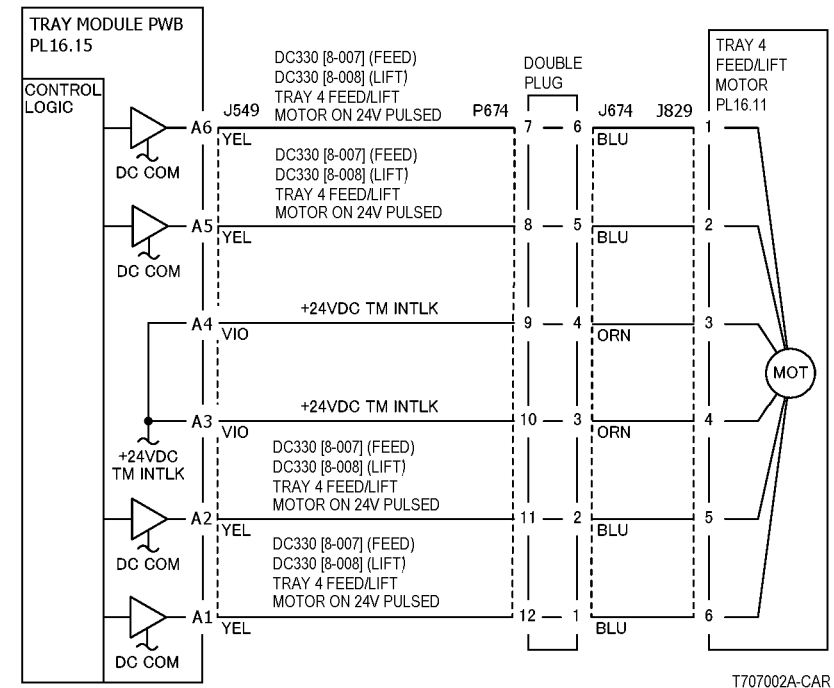 TRAY MODULE PWB
PL16.15
CONTROL
LOGIC
DC330 [8-007] (FEED)
DC330 [8-008] (LIFT)
TRAY 4 FEED/LIFT
MOTOR ON 24V PULSED
DOUBLE
PLUG
TRAY 4
FEED/LIFT
MOTOR
PL16.11
J549
P674
J674
J829
A6
YEL
7
6
BLU
1
DC COM
DC330 [8-007] (FEED)
DC330 [8-008] (LIFT)
TRAY 4 FEED/LIFT
MOTOR ON 24V PULSED
A5
YEL
8
5
BLU
2
DC COM
+24VDC TM INTLK
A4
VIO
9
4
ORN
3
MOT
+24VDC TM INTLK
A3
VIO
10
3
ORN
4
+24VDC
TM INTLK
DC330 [8-007] (FEED)
DC330 [8-008] (LIFT)
TRAY 4 FEED/LIFT
MOTOR ON 24V PULSED
A2
YEL
11
2
BLU
5
DC COM
DC330 [8-007] (FEED)
DC330 [8-008] (LIFT)
TRAY 4 FEED/LIFT
MOTOR ON 24V PULSED
A1
YEL
12
1
BLU
6
DC COM
T707002A-CAR